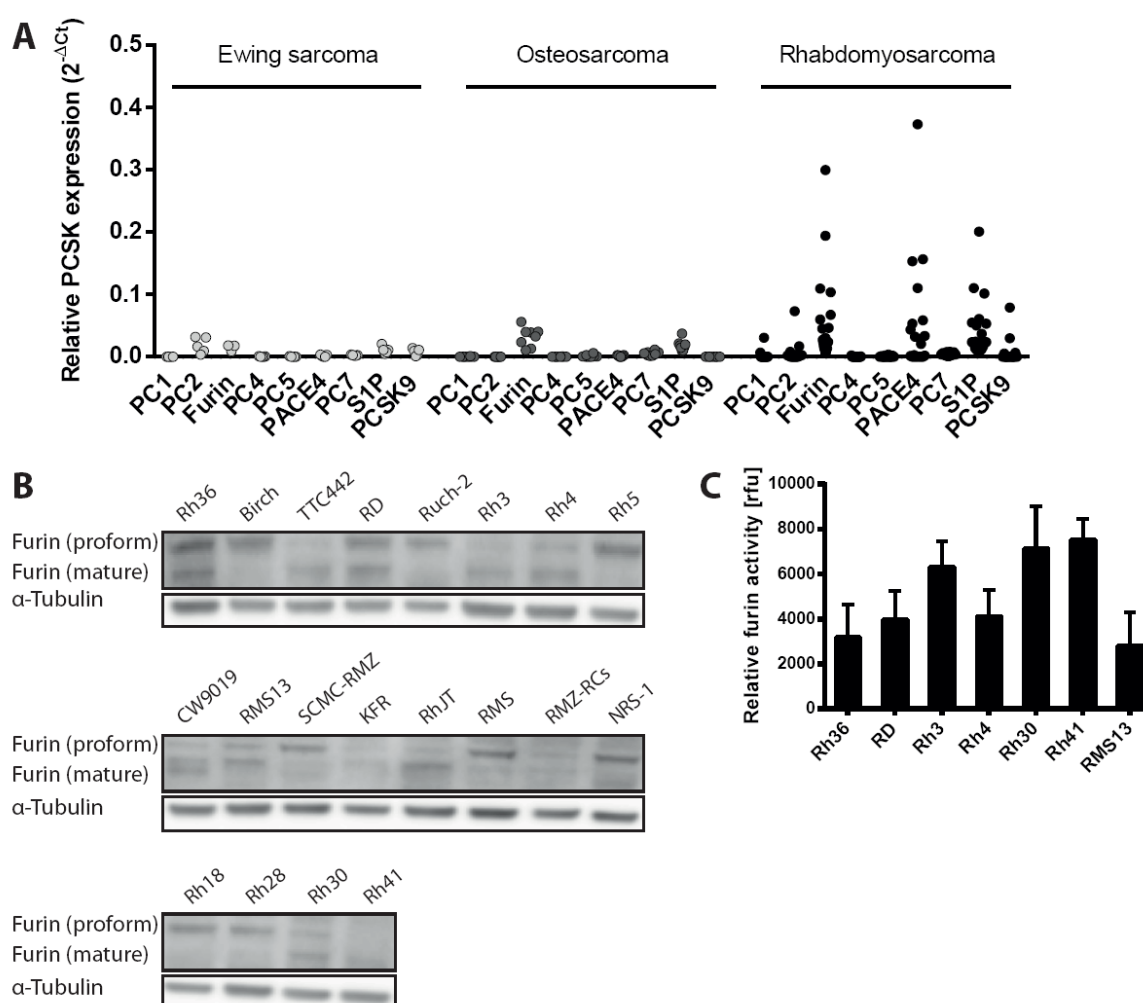 A
Relative PCSK expression (2^-ΔCt)
0.5
0.4
0.3
0.2
0.1
0.0
Ewing sarcoma
Osteosarcoma
Rhabdomyosarcoma
PC1 PC2 Furin PC4 PC5 PACE4 PC7 S1P PCSK9
PC1 PC2 Furin PC4 PC5 PACE4 PC7 S1P PCSK9
PC1 PC2 Furin PC4 PC5 PACE4 PC7 S1P PCSK9
B
Rh36 Birch TTC442 RD Ruch-2 Rh3 Rh4 Rh5
Furin (proform)
Furin (mature)
α-Tubulin
CW9019 RMS13 SCMC-RMZ KFR RhJT RMS RMZ-RCs NRS-1
Furin (proform)
Furin (mature)
α-Tubulin
Rh18 Rh28 Rh30 Rh41
Furin (proform)
Furin (mature)
α-Tubulin
C
Relative furin activity [rfu]
10000
8000
6000
4000
2000
0
Rh36 RD Rh3 Rh4 Rh30 Rh41 RMS13